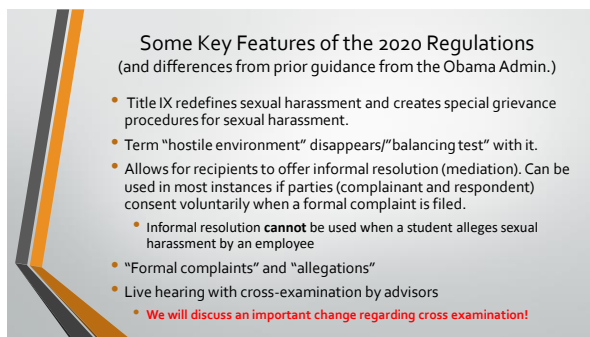 Some Key Features of the 2020 Regulations
(and differences from prior guidance from the Obama Admin.)
• Title IX redefines sexual harassment and creates special grievance
procedures for sexual harassment.
• Term “hostile environment” disappears/”balancing test” with it.
• Allows for recipients to offer informal resolution (mediation). Can be
used in most instances if parties (complainant and respondent)
consent voluntarily when a formal complaint is filed.
• Informal resolution cannot be used when a student alleges sexual
harassment by an employee
• “Formal complaints” and “allegations”
• Live hearing with cross-examination by advisors
• We will discuss an important change regarding cross examination!